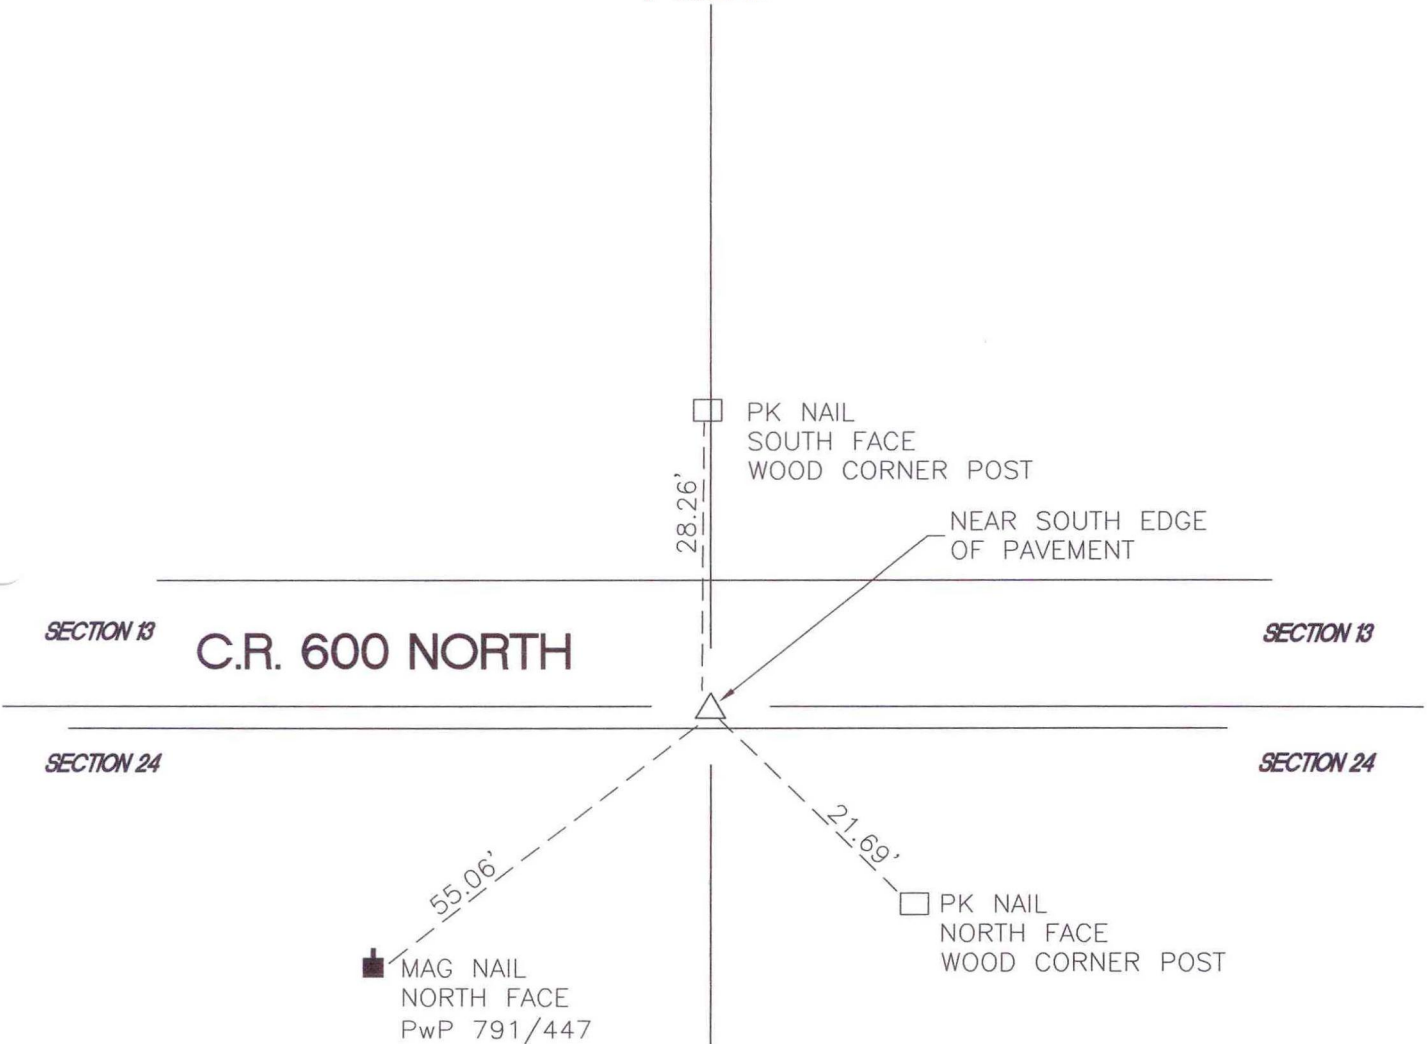 PK NAIL
SOUTH FACE
WOOD CORNER POST
28.26'
NEAR SOUTH EDGE
OF PAVEMENT
SECTION 13
C.R. 600 NORTH
SECTION 13
SECTION 24
SECTION 24
21.69'
55.06'
PK NAIL
NORTH FACE
WOOD CORNER POST
MAG NAIL
NORTH FACE
PwP 791/447